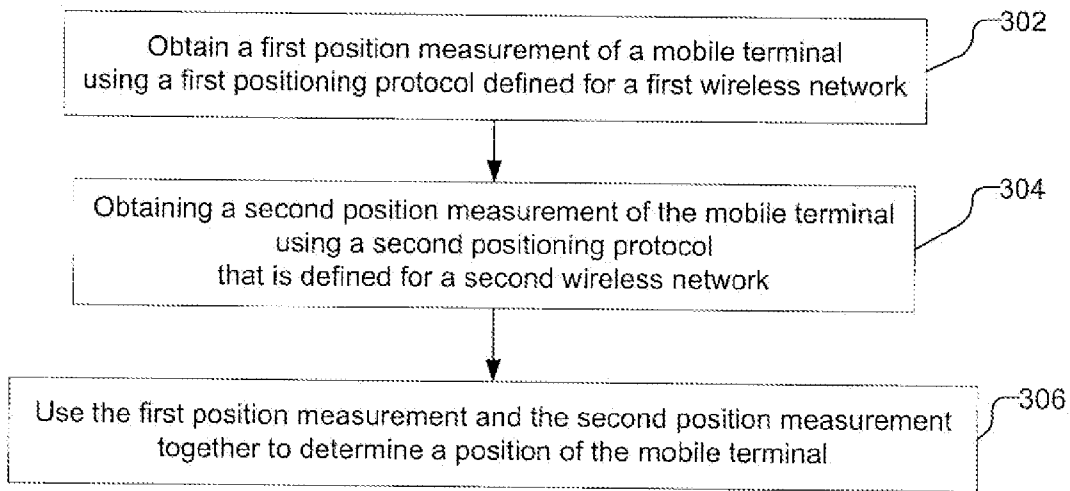 302
Obtain a first position measurement of a mobile terminal
using a first positioning protocol defined for a first wireless network
304
Obtaining a second position measurement of the mobile terminal
using a second positioning protocol
that is defined for a second wireless network
306
Use the first position measurement and the second position measurement
together to determine a position of the mobile terminal